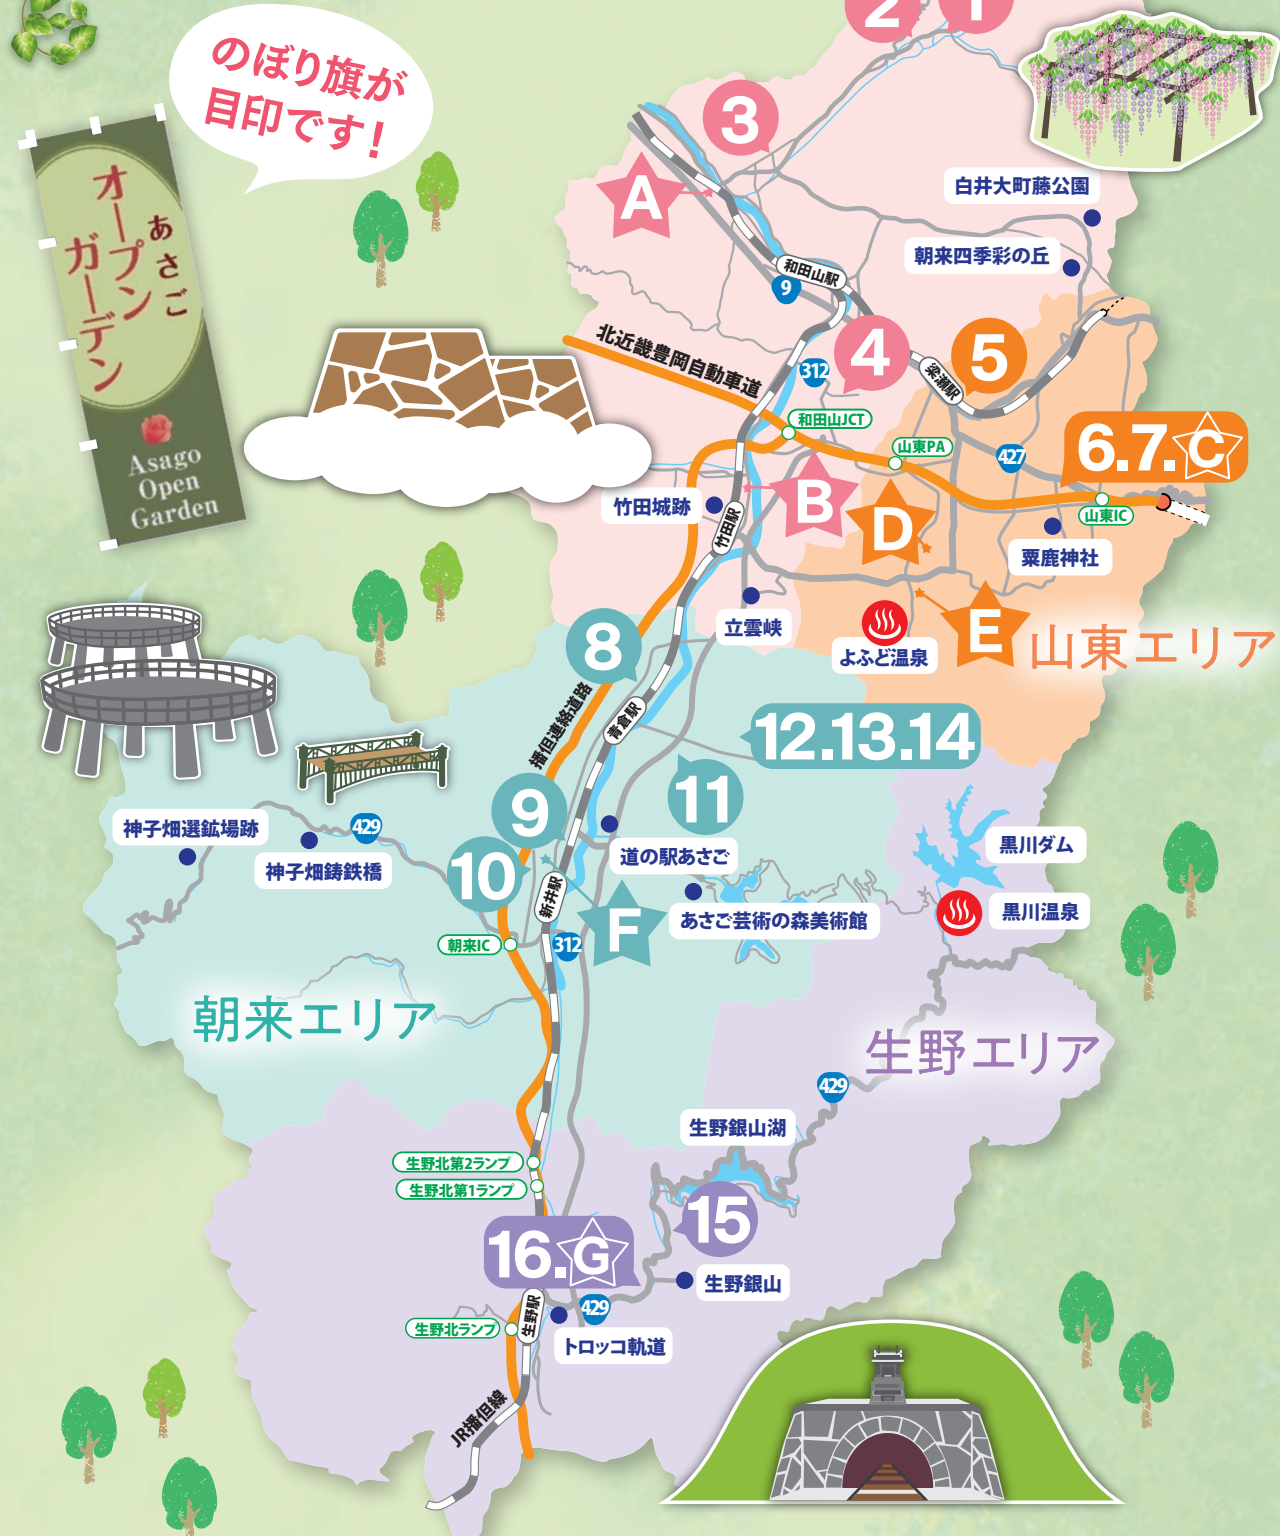 のぼり旗が
目印です!
あさご
オープン
ガーデン
Asago
Open
Garden
2
1
3
A
白井大町藤公園
朝来四季彩の丘
和田山駅
9
北近畿豊岡自動車道
312
4
梁瀬駅
5
和田山JCT
山東PA
427
6.7.C
山東IC
竹田城跡
竹田駅
B
D
粟鹿神社
立雲峡
よふど温泉
E
山東エリア
8
播但連絡道路
青倉駅
12.13.14
9
11
10
神子畑選鉱場跡
429
神子畑鋳鉄橋
道の駅あさご
黒川ダム
新井駅
F
あさご芸術の森美術館
黒川温泉
朝来IC
312
朝来エリア
生野エリア
429
生野銀山湖
生野北第2ランプ
生野北第1ランプ
15
16.G
生野銀山
生野駅
429
生野北ランプ
トロッコ軌道
JR播但線